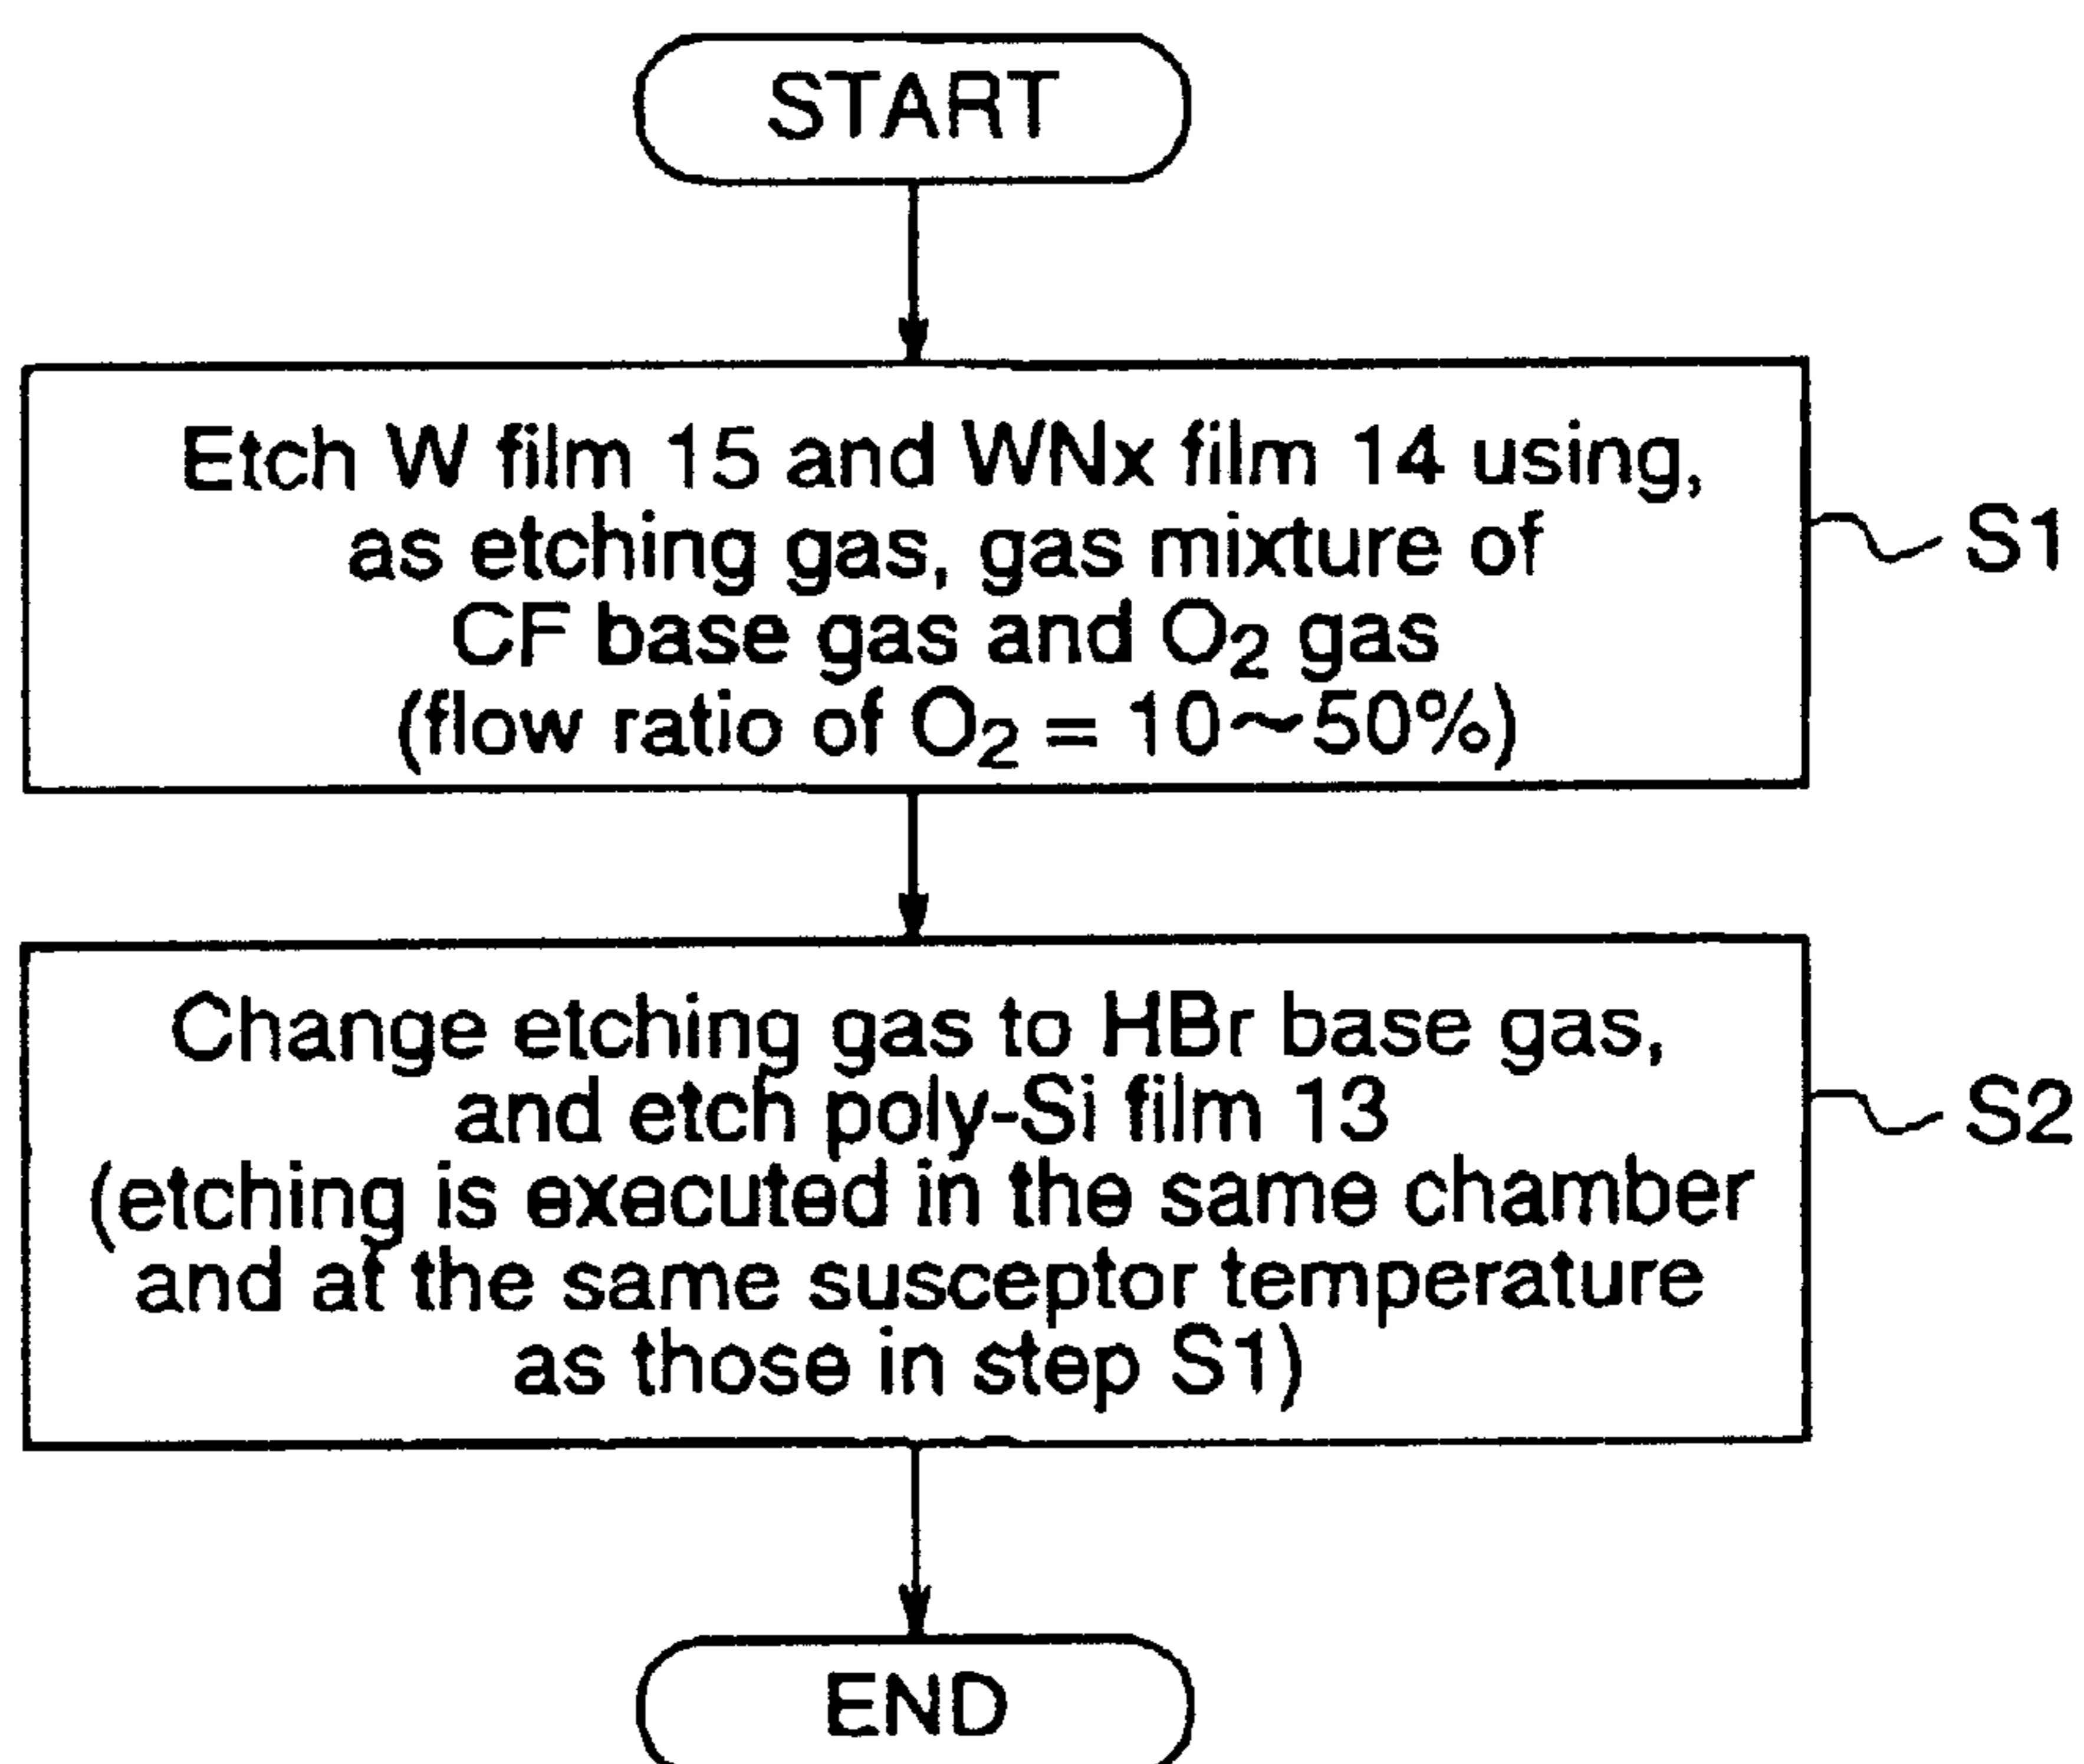 START
Etch W film 15 and WNx film 14 using,
as etching gas, gas mixture of
CF base gas and O2 gas
(flow ratio of O2 = 10~50%)
S1
Change etching gas to HBr base gas,
and etch poly-Si film 13
(etching is executed in the same chamber
and at the same susceptor temperature
as those in step S1)
S2
END